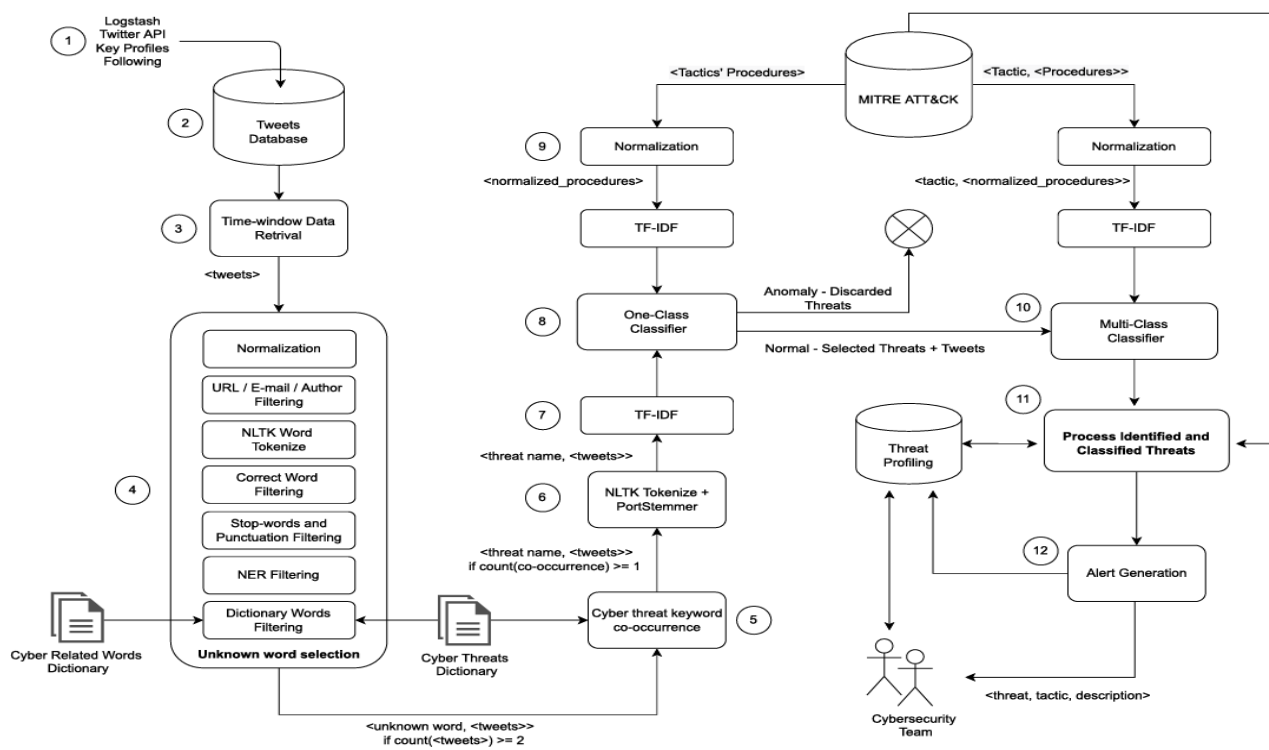 1
Logstash
Twitter API
Key Profiles
Following
2
Tweets
Database
3
Time-window Data
Retrival
<tweets>
4
Normalization
URL / E-mail / Author
Filtering
NLTK Word
Tokenize
Correct Word
Filtering
Stop-words and
Punctuation Filtering
NER Filtering
Dictionary Words
Filtering
Unknown word selection
Cyber Related Words
Dictionary
Cyber Threats
Dictionary
<unknown word, <tweets>>
if count(<tweets>) >= 2
Cyber threat keyword
co-occurrence
5
<threat name, <tweets>>
if count(co-occurrence) >= 1
6
NLTK Tokenize +
PortStemmer
<threat name, <tweets>>
7
TF-IDF
8
One-Class
Classifier
TF-IDF
<normalized_procedures>
9
Normalization
<Tactics' Procedures>
MITRE ATT&CK
<Tactic, <Procedures>>
Normalization
<tactic, <normalized_procedures>>
TF-IDF
Anomaly - Discarded
Threats
Normal - Selected Threats + Tweets
10
Multi-Class
Classifier
11
Process Identified and
Classified Threats
Threat
Profiling
12
Alert Generation
<threat, tactic, description>
Cybersecurity
Team